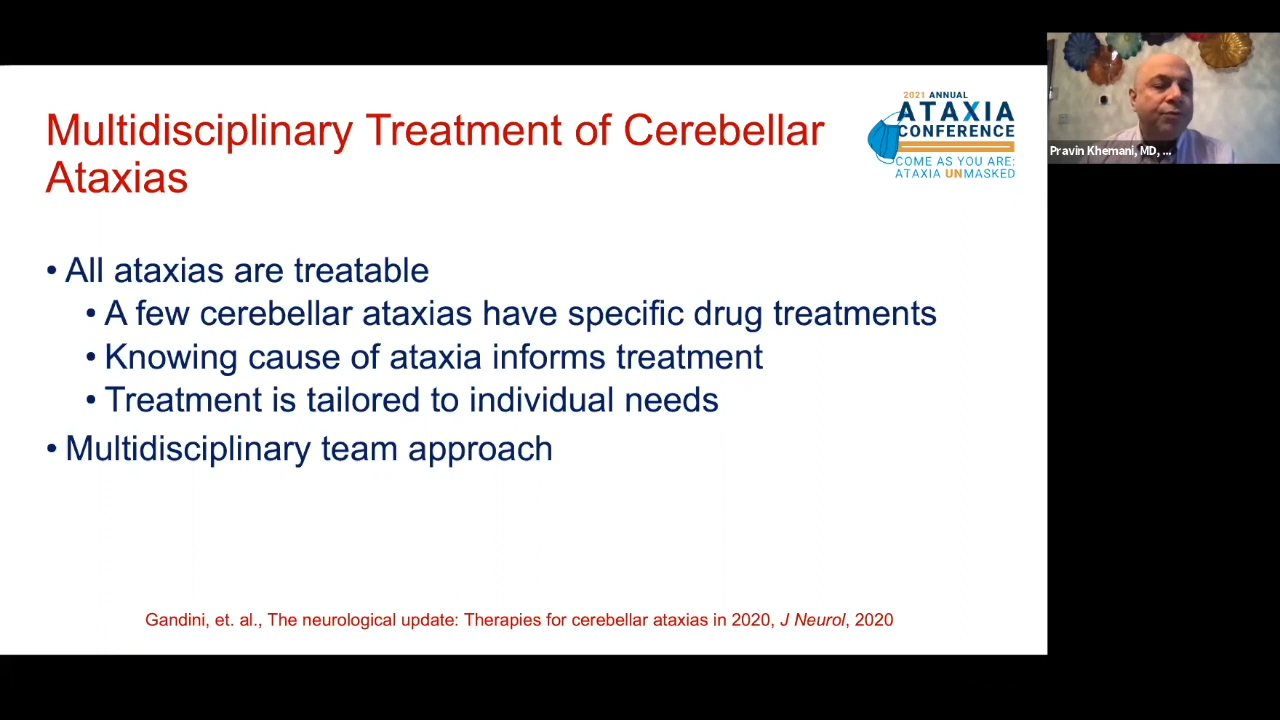 Multidisciplinary Treatment of Cerebellar
Ataxias
2021 ANNUAL
ATAXIA
CONFERENCE
COME AS YOU ARE:
ATAXIA UNMASKED
Pravin Khemani, MD, ...
• All ataxias are treatable
• A few cerebellar ataxias have specific drug treatments
• Knowing cause of ataxia informs treatment
• Treatment is tailored to individual needs
• Multidisciplinary team approach
Gandini, et. al., The neurological update: Therapies for cerebellar ataxias in 2020, J Neurol, 2020